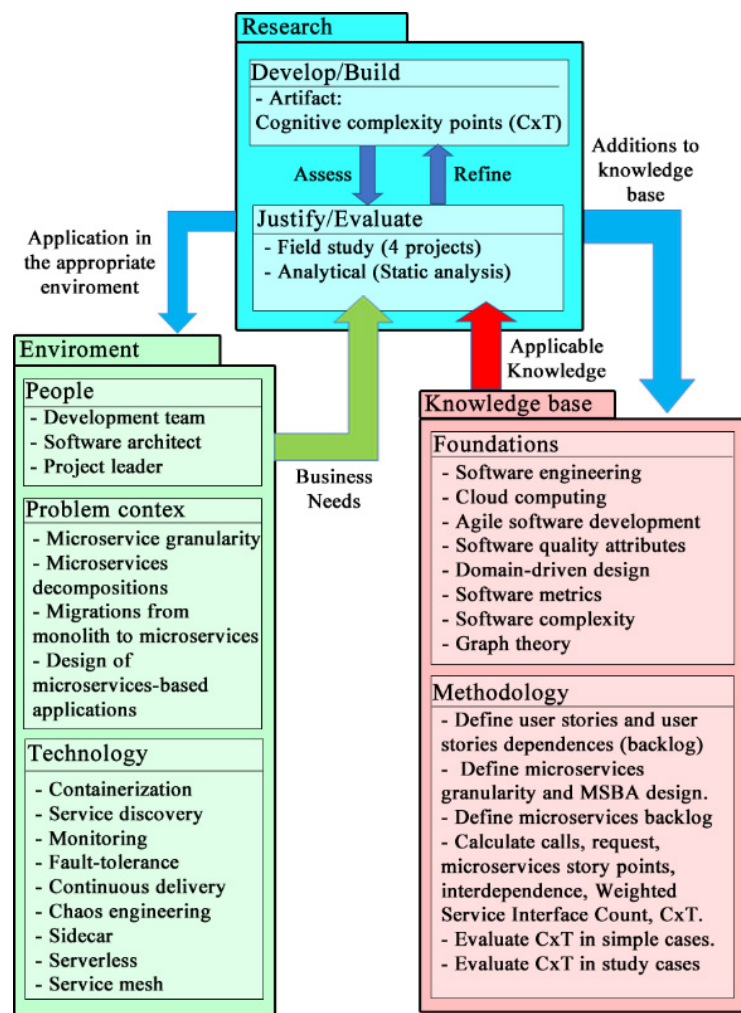 Research
Develop/Build
- Artifact:
Cognitive complexity points (CxT)
Assess
Refine
Justify/Evaluate
- Field study (4 projects)
- Analytical (Static analysis)
Additions to
knowledge
base
Application in
the appropriate
enviroment
Business
Needs
Applicable
Knowledge
Enviroment
People
- Development team
- Software architect
- Project leader
Problem contex
- Microservice granularity
- Microservices
decompositions
- Migrations from
monolith to microservices
- Design of
microservices-based
applications
Technology
- Containerization
- Service discovery
- Monitoring
- Fault-tolerance
- Continuous delivery
- Chaos engineering
- Sidecar
- Serverless
- Service mesh
Knowledge base
Foundations
- Software engineering
- Cloud computing
- Agile software development
- Software quality attributes
- Domain-driven design
- Software metrics
- Software complexity
- Graph theory
Methodology
- Define user stories and user
stories dependences (backlog)
- Define microservices
granularity and MSBA design.
- Define microservices backlog
- Calculate calls, request,
microservices story points,
interdependence, Weighted
Service Interface Count, CxT.
- Evaluate CxT in simple cases.
- Evaluate CxT in study cases